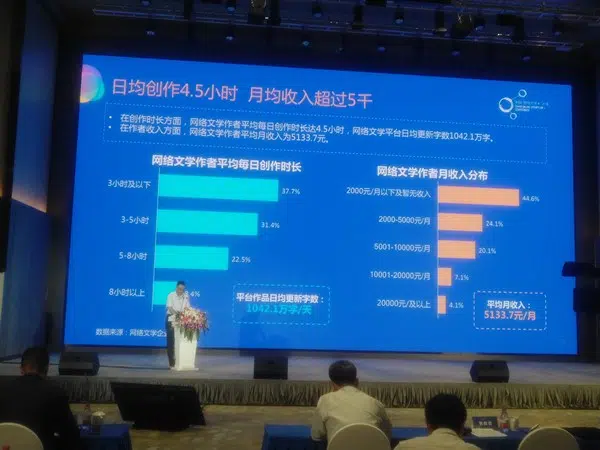 日均创作4.5小时 月均收入超过5千
• 在创作时长方面，网络文学作者平均每日创作时长达4.5小时，网络文学平台日均更新字数1042.1万字。
• 在作者收入方面，网络文学作者平均月收入为5133.7元。
网络文学作者平均每日创作时长
3小时及以下 37.7%
3-5小时 31.4%
5-8小时 22.5%
8小时以上 .4%
平台作品日均更新字数：
1042.1万字/天
数据来源：网络文学企
网络文学作者月收入分布
2000元/月以下及暂无收入 44.6%
2000-5000元/月 24.1%
5001-10000元/月 20.1%
10001-20000元/月 7.1%
20000元/及以上 4.1%
平均月收入：
5133.7元/月